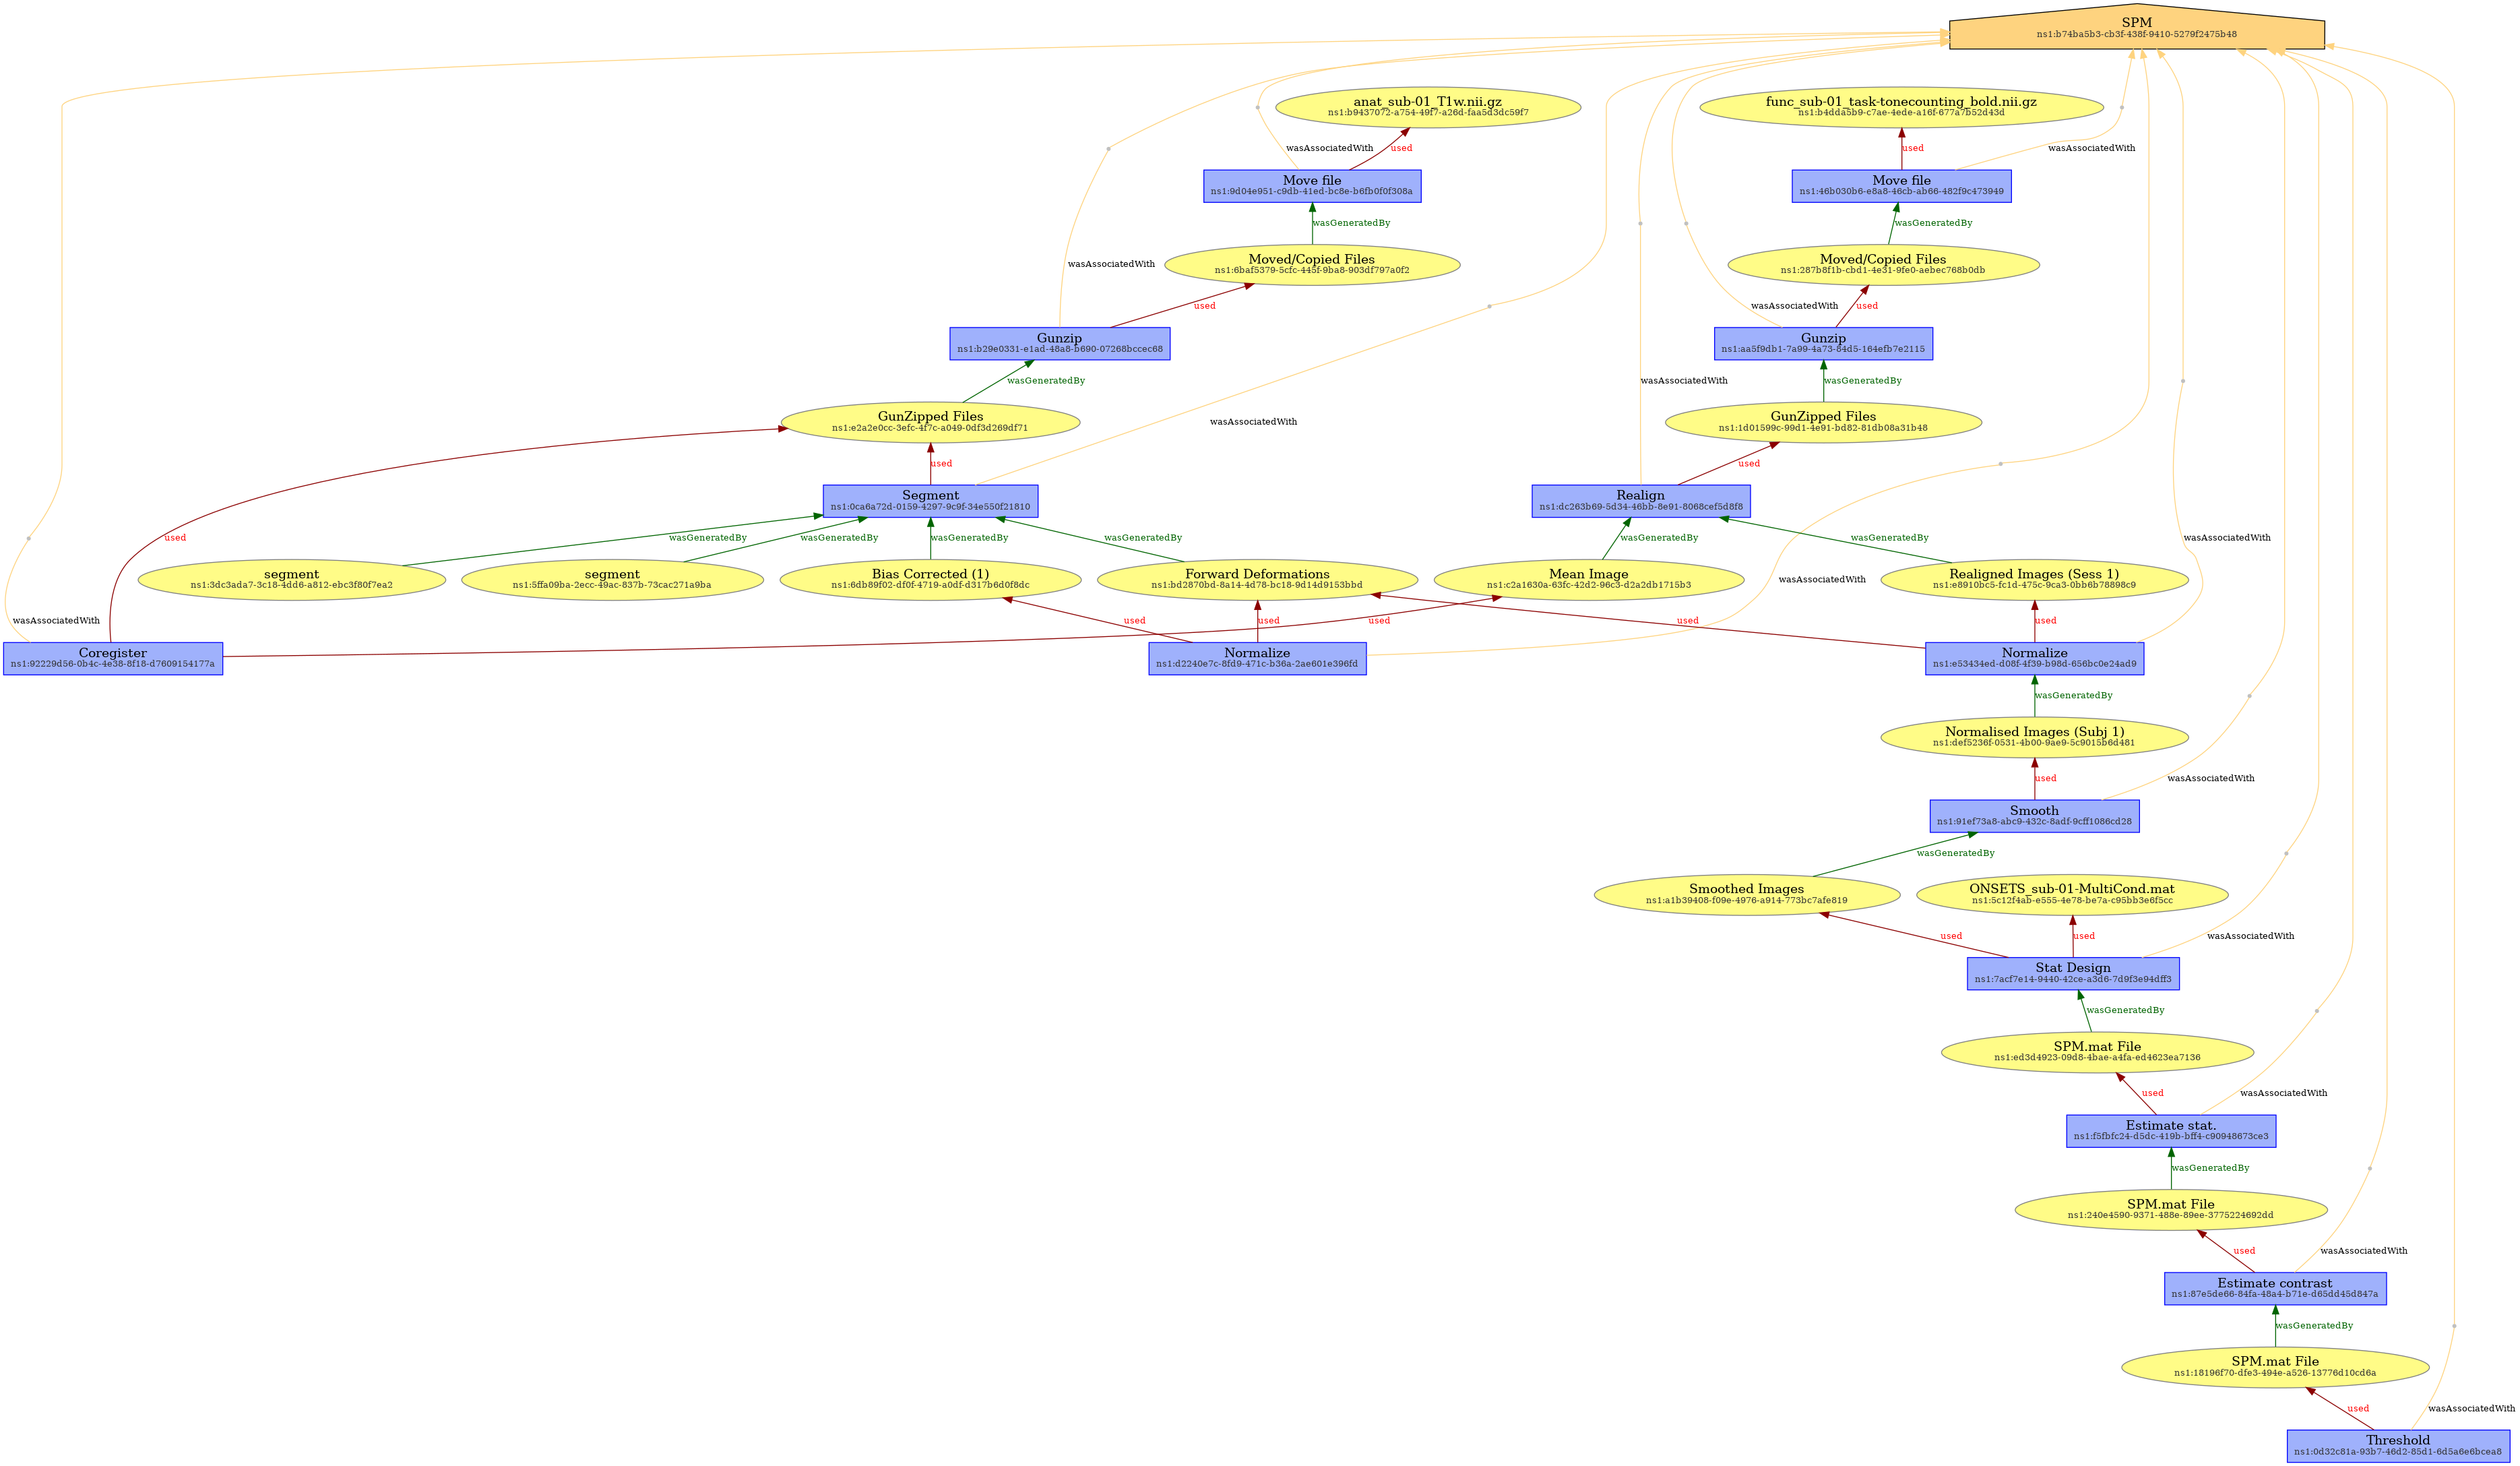 SPM
ns1:b74ba5b3-cb3f-438f-9410-5279f2475b48
anat_sub-01_T1w.nii.gz
ns1:b9437072-a754-49f7-a26d-faa5d3dc59f7
func_sub-01_task-tonecounting_bold.nii.gz
ns1:b4dda5b9-c7ae-4ede-a16f-677a7b52d43d
wasAssociatedWith
used
used
wasAssociatedWith
Move file
ns1:9d04e951-c9db-41ed-bc8e-b6fb0f0f308a
Move file
ns1:46b030b6-e8a8-46cb-ab66-482f9c473949
wasGeneratedBy
wasGeneratedBy
wasAssociatedWith
Moved/Copied Files
ns1:6baf5379-5cfc-445f-9ba8-903df797a0f2
Moved/Copied Files
ns1:287b8f1b-cbd1-4e31-9fe0-aebec768b0db
used
wasAssociatedWith
used
Gunzip
ns1:b29e0331-e1ad-48a8-b690-07268bccec68
Gunzip
ns1:aa5f9db1-7a99-4a73-84d5-164efb7e2115
wasGeneratedBy
wasAssociatedWith
wasGeneratedBy
GunZipped Files
ns1:e2a2e0cc-3efc-4f7c-a049-0df3d269df71
wasAssociatedWith
GunZipped Files
ns1:1d01599c-99d1-4e91-bd82-81db08a31b48
used
used
Segment
ns1:0ca6a72d-0159-4297-9c9f-34e550f21810
Realign
ns1:dc263b69-5d34-46bb-8e91-8068cef5d8f8
used
wasGeneratedBy
wasGeneratedBy
wasGeneratedBy
wasGeneratedBy
wasGeneratedBy
wasGeneratedBy
wasAssociatedWith
segment
ns1:3dc3ada7-3c18-4dd6-a812-ebc3f80f7ea2
segment
ns1:5ffa09ba-2ecc-49ac-837b-73cac271a9ba
Bias Corrected (1)
ns1:6db89f02-df0f-4719-a0df-d317b6d0f8dc
Forward Deformations
ns1:bd2870bd-8a14-4d78-bc18-9d14d9153bbd
Mean Image
ns1:c2a1630a-63fc-42d2-96c3-d2a2db1715b3
wasAssociatedWith
Realigned Images (Sess 1)
ns1:e8910bc5-fc1d-475c-9ca3-0bb6b78898c9
wasAssociatedWith
used
used
used
used
used
Coregister
ns1:92229d56-0b4c-4e38-8f18-d7609154177a
Normalize
ns1:d2240e7c-8fd9-471c-b36a-2ae601e396fd
Normalize
ns1:e53434ed-d08f-4f39-b98d-656bc0e24ad9
wasGeneratedBy
Normalised Images (Subj 1)
ns1:def5236f-0531-4b00-9ae9-5c9015b6d481
used
wasAssociatedWith
Smooth
ns1:91ef73a8-abc9-432c-8adf-9cff1086cd28
wasGeneratedBy
Smoothed Images
ns1:a1b39408-f09e-4976-a914-773bc7afe819
ONSETS_sub-01-MultiCond.mat
ns1:5c12f4ab-e555-4e78-be7a-c95bb3e6f5cc
used
used
wasAssociatedWith
Stat Design
ns1:7acf7e14-9440-42ce-a3d6-7d9f3e94dff3
wasGeneratedBy
SPM.mat File
ns1:ed3d4923-09d8-4bae-a4fa-ed4623ea7136
used
wasAssociatedWith
Estimate stat.
ns1:f5fbfc24-d5dc-419b-bff4-c90948673ce3
wasGeneratedBy
SPM.mat File
ns1:240e4590-9371-488e-89ee-3775224692dd
used
wasAssociatedWith
Estimate contrast
ns1:87e5de66-84fa-48a4-b71e-d65dd45d847a
wasGeneratedBy
SPM.mat File
ns1:18196f70-dfe3-494e-a526-13776d10cd6a
used
wasAssociatedWith
Threshold
ns1:0d32c81a-93b7-46d2-85d1-6d5a6e6bcea8